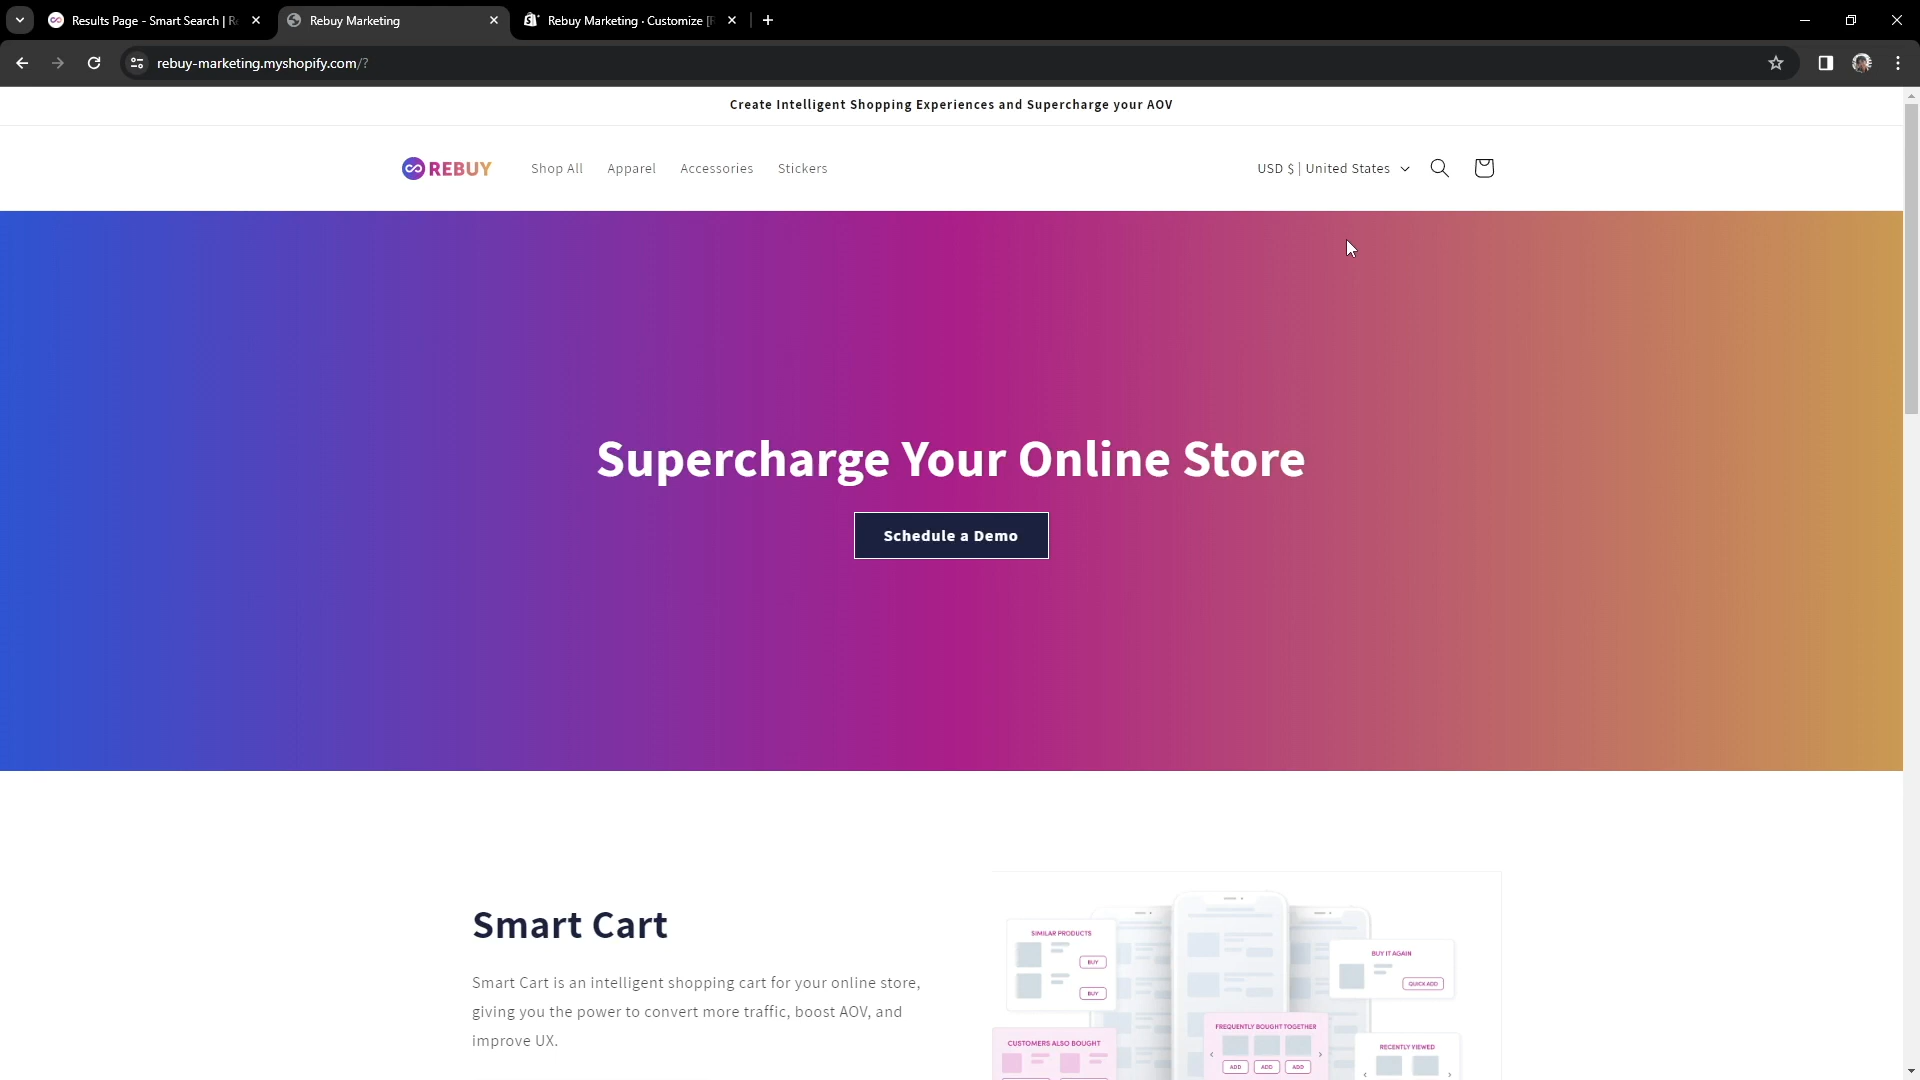 Results Page - Smart Search | R
Rebuy Marketing
Rebuy Marketing · Customize [
rebuy-marketing.myshopify.com/?
Create Intelligent Shopping Experiences and Supercharge your AOV
REBUY
Shop All
Apparel
Accessories
Stickers
USD $ | United States
Supercharge Your Online Store
Schedule a Demo
Smart Cart
Smart Cart is an intelligent shopping cart for your online store,
giving you the power to convert more traffic, boost AOV, and
improve UX.
SIMILAR PRODUCTS
BUY
BUY
BUY IT AGAIN
QUICK ADD
CUSTOMERS ALSO BOUGHT
FREQUENTLY BOUGHT TOGETHER
ADD
ADD
ADD
RECENTLY VIEWED